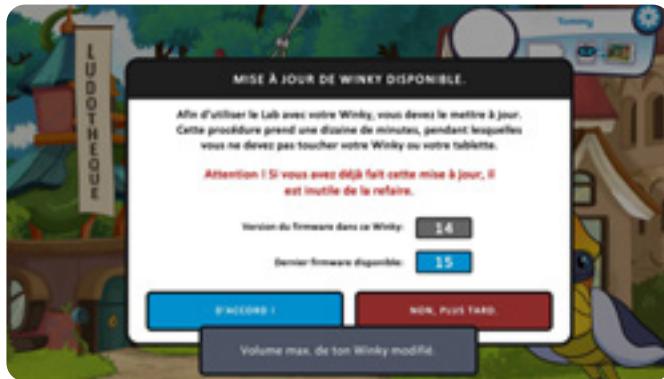 LUDOTHEQUE
Tommy
MISE À JOUR DE WINKY DISPONIBLE.
Afin d'utiliser le Lab avec votre Winky, vous devez le mettre à jour.
Cette procédure prend une dizaine de minutes, pendant lesquelles
vous ne devez pas toucher votre Winky ou votre tablette.
Attention ! Si vous avez déjà fait cette mise à jour, il
est inutile de la refaire.
Version du firmware dans ce Winky: 14
Dernier firmware disponible: 15
D'ACCORD !
NON, PLUS TARD.
Volume max. de ton Winky modifié.